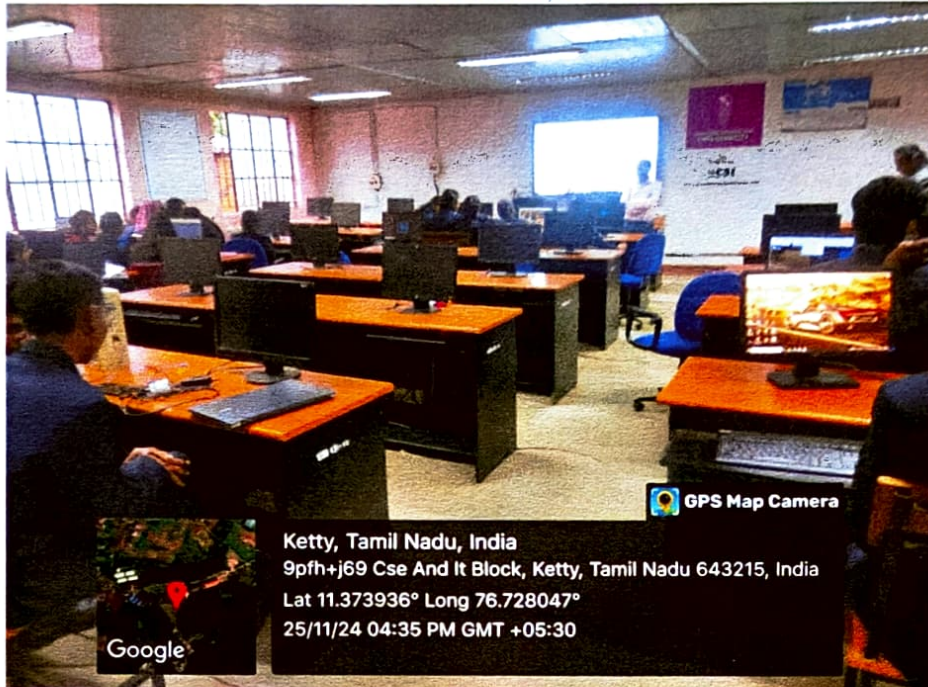 CSI
GPS Map Camera
Ketty, Tamil Nadu, India
9pfh+j69 Cse And It Block, Ketty, Tamil Nadu 643215, India
Lat 11.373936° Long 76.728047°
25/11/24 04:35 PM GMT +05:30
Google